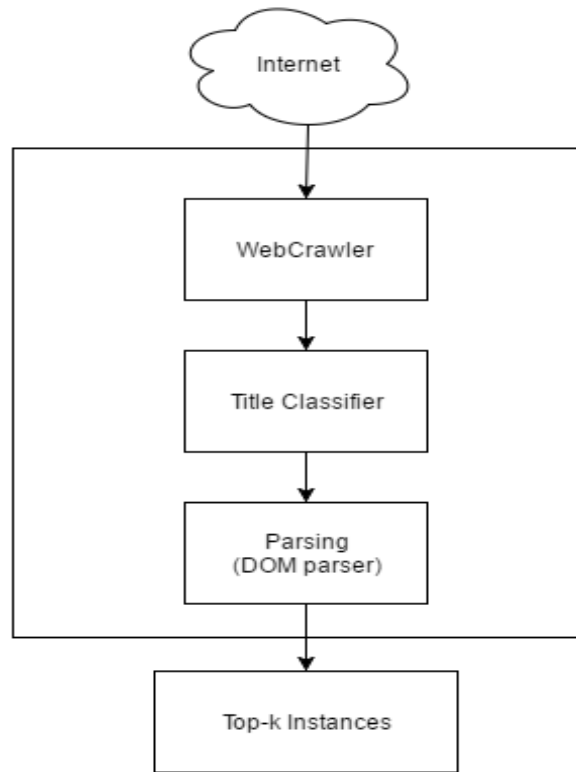 Internet
WebCrawler
Title Classifier
Parsing
(DOM parser)
Top-k Instances